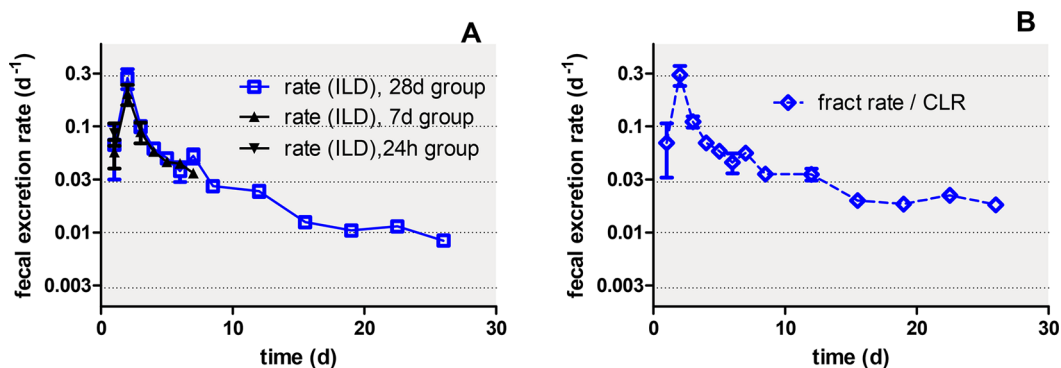 A
fecal excretion rate (d-1)
0.3
0.1
0.03
0.01
0.003
rate (ILD), 28d group
rate (ILD), 7d group
rate (ILD),24h group
0 10 20 30
time (d)
B
fecal excretion rate (d-1)
0.3
0.1
0.03
0.01
0.003
fract rate / CLR
0 10 20 30
time (d)